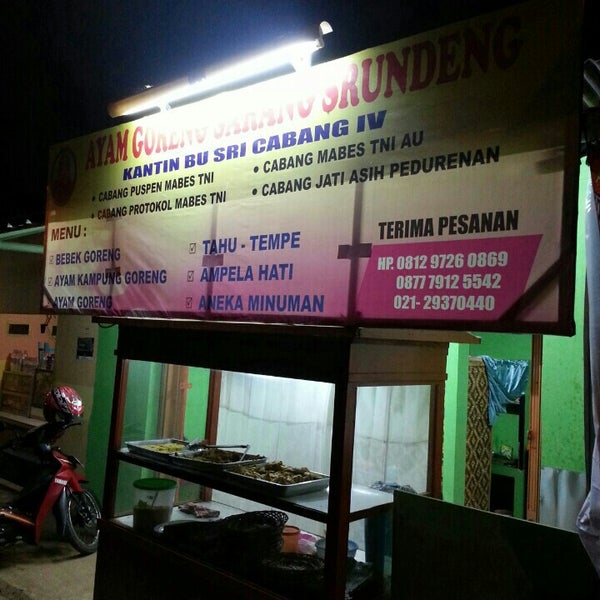 AYAM GORENG SARANG SRUNDENG
KANTIN BU SRI CABANG IV
• CABANG PUSPEN MABES TNI
• CABANG PROTOKOL MABES TNI
• CABANG MABES TNI AU
• CABANG JATI ASIH PEDURENAN
MENU :
BEBEK GORENG
AYAM KAMPUNG GORENG
AYAM GORENG
TAHU - TEMPE
AMPELA HATI
ANEKA MINUMAN
TERIMA PESANAN
HP. 0812 9726 0869
0877 7912 5542
021- 29370440